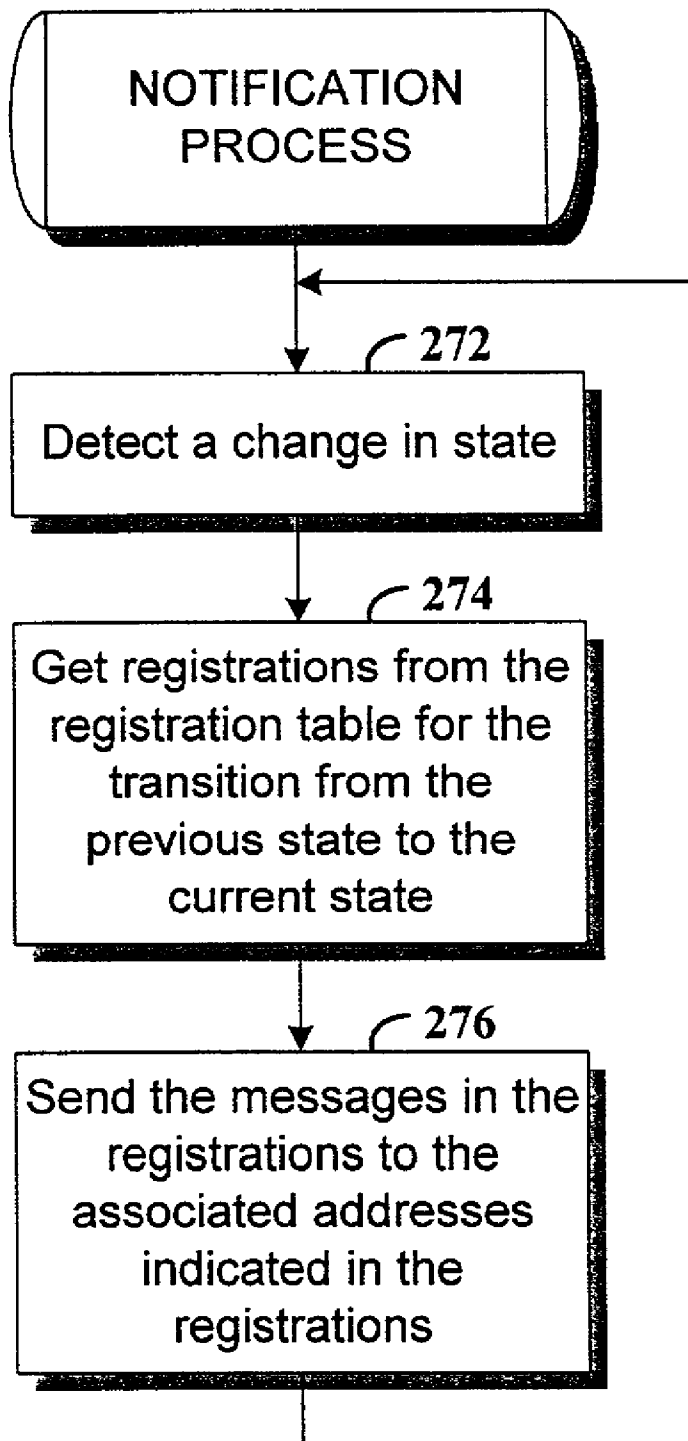 NOTIFICATION
PROCESS
272
Detect a change in state
274
Get registrations from the
registration table for the
transition from the
previous state to the
current state
276
Send the messages in the
registrations to the
associated addresses
indicated in the
registrations